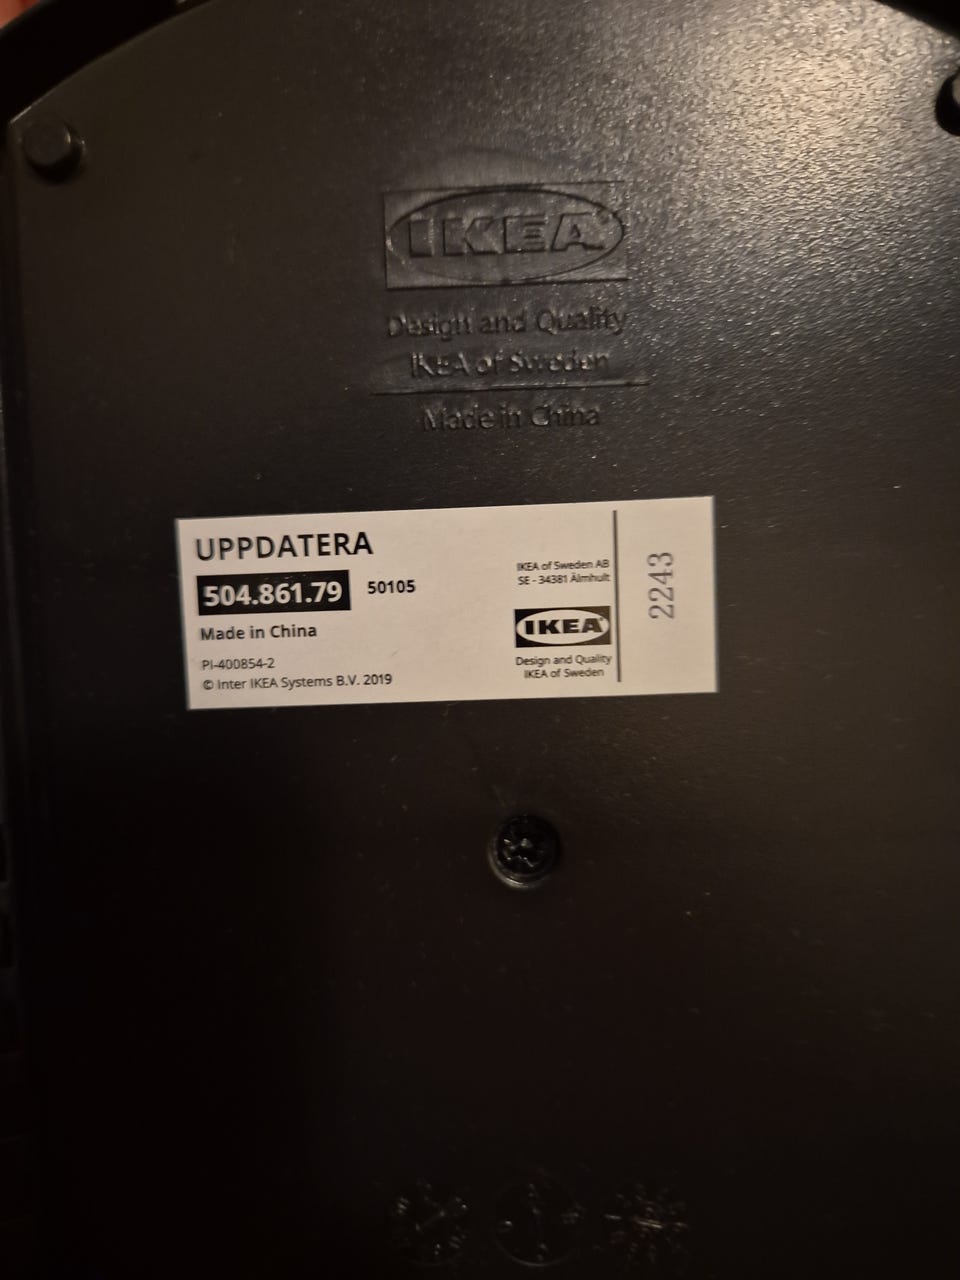 IKEA
Design and Quality
IKEA of Sweden
Made in China
UPPDATERA
504.861.79 50105
Made in China
PI-400854-2
© Inter IKEA Systems B.V. 2019
IKEA of Sweden AB
SE - 34381 Älmhult
IKEA
Design and Quality
IKEA of Sweden
2243